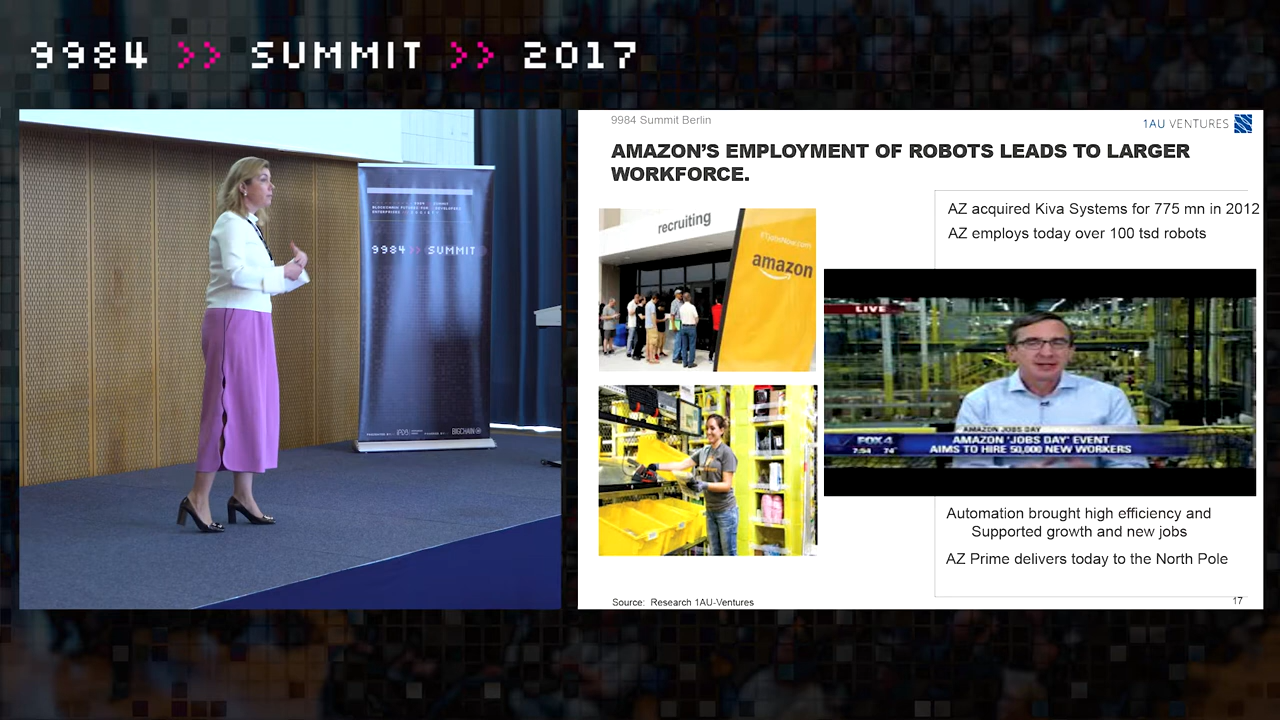 9984 >> SUMMIT >> 2017
9984 >> SUMMIT
BIGCHAIN
9984 Summit Berlin
1AU VENTURES
AMAZON'S EMPLOYMENT OF ROBOTS LEADS TO LARGER
WORKFORCE.
recruiting
amazon
AZ acquired Kiva Systems for 775 mn in 2012
AZ employs today over 100 tsd robots
LIVE
AMAZON JOBS DAY
FOX 4
AMAZON 'JOBS DAY' EVENT
7:54 74°
AIMS TO HIRE 50,000 NEW WORKERS
Automation brought high efficiency and
Supported growth and new jobs
AZ Prime delivers today to the North Pole
Source: Research 1AU-Ventures
17